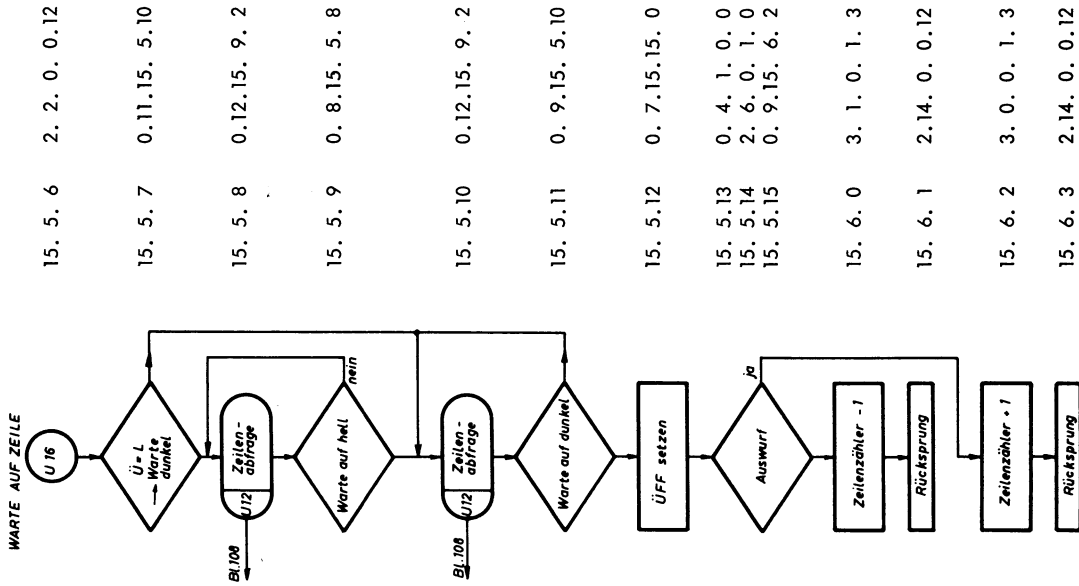 WARTE AUF ZEILE
U 16
15. 5. 6 2. 2. 0. 0.12
Ü = L
→ Warte
dunkel
15. 5. 7 0.11.15. 5.10
Bl.108
U12
Zeilen-
abfrage
15. 5. 8 0.12.15. 9. 2
Warte auf hell
nein
15. 5. 9 0. 8.15. 5. 8
Bl.108
U12
Zeilen-
abfrage
15. 5.10 0.12.15. 9. 2
Warte auf dunkel
15. 5.11 0. 9.15. 5.10
ÜFF setzen
15. 5.12 0. 7.15.15. 0
Auswurf
ja
15. 5.13 0. 4. 1. 0. 0
15. 5.14 2. 6. 0. 1. 0
15. 5.15 0. 9.15. 6. 2
Zeilenzähler -1
15. 6. 0 3. 1. 0. 1. 3
Rücksprung
15. 6. 1 2.14. 0. 0.12
Zeilenzähler + 1
15. 6. 2 3. 0. 0. 1. 3
Rücksprung
15. 6. 3 2.14. 0. 0.12